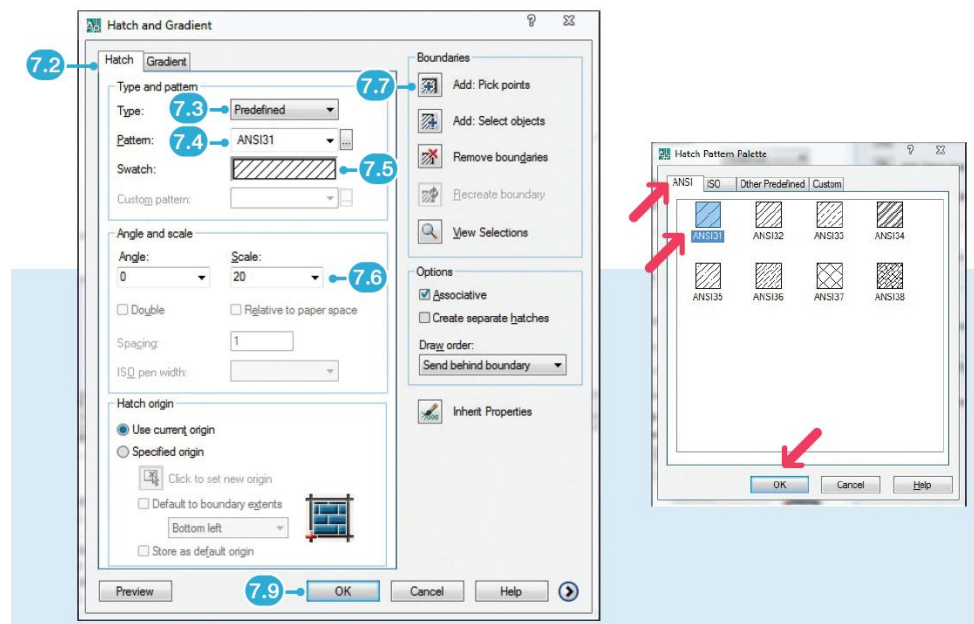 Hatch and Gradient
7.2
Hatch
Gradient
Type and pattern
Type:
7.3
Predefined
Pattern:
7.4
ANSI31
...
Swatch:
7.5
Custom pattern:
...
Angle and scale
Angle:
Scale:
0
20
7.6
Double
Relative to paper space
Spacing:
1
ISO pen width:
Hatch origin
Use current origin
Specified origin
Click to set new origin
Default to boundary extents
Bottom left
Store as default origin
Boundaries
7.7
Add: Pick points
Add: Select objects
Remove boundaries
Recreate boundary
View Selections
Options
Associative
Create separate hatches
Draw order:
Send behind boundary
Inherit Properties
Preview
7.9
OK
Cancel
Help
Hatch Pattern Palette
ANSI
ISO
Other Predefined
Custom
ANSI31
ANSI32
ANSI33
ANSI34
ANSI35
ANSI36
ANSI37
ANSI38
OK
Cancel
Help